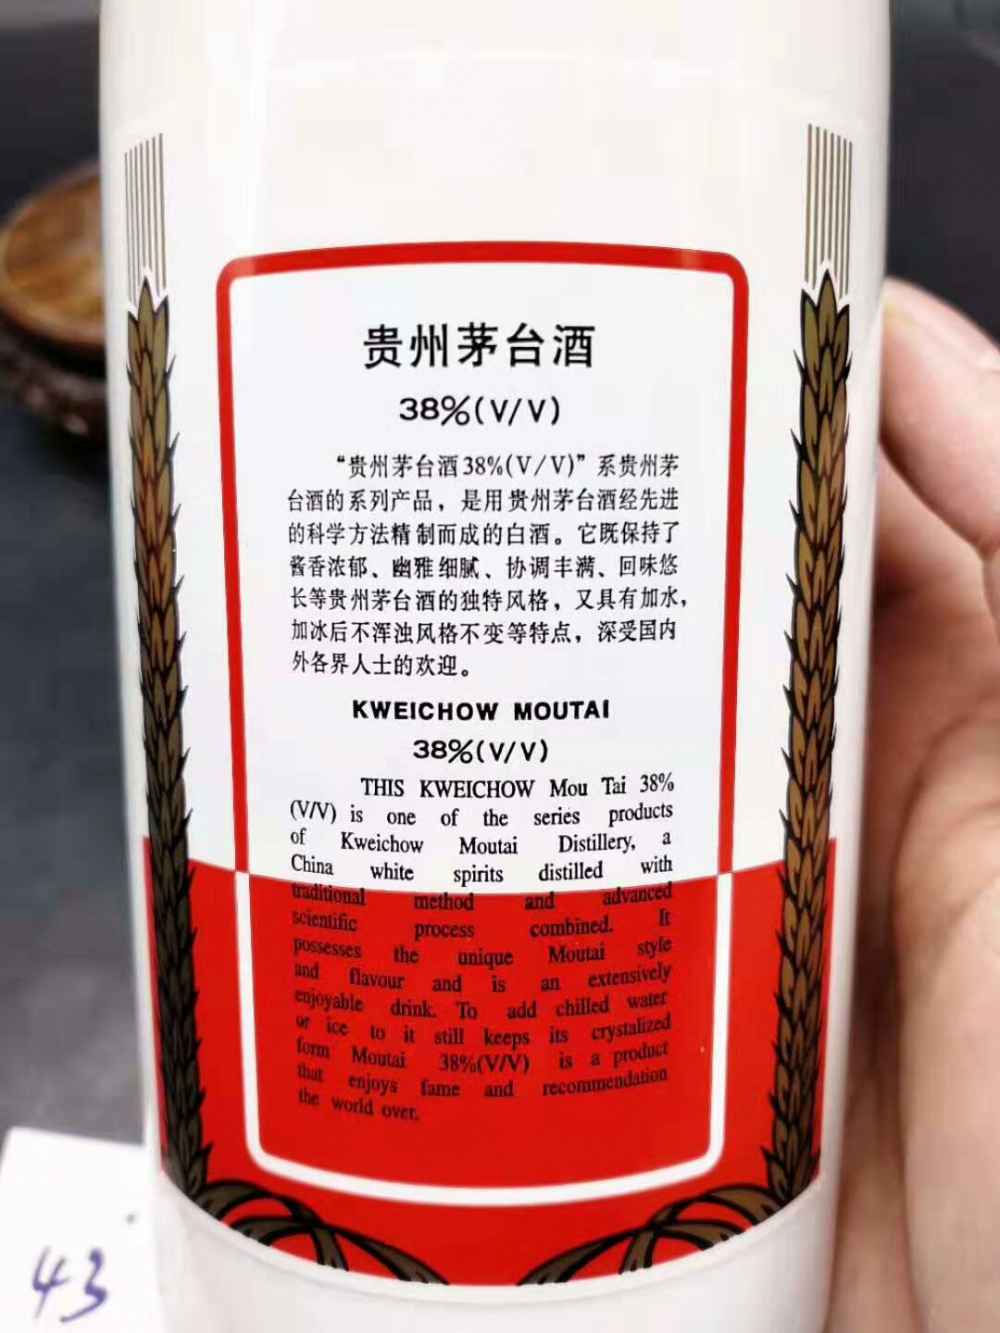 贵州茅台酒
38%(V/V)
“贵州茅台酒38%(V/V)”系贵州茅
台酒的系列产品，是用贵州茅台酒经先进
的科学方法精制而成的白酒。它既保持了
酱香浓郁、幽雅细腻、协调丰满、回味悠
长等贵州茅台酒的独特风格，又具有加水，
加冰后不浑浊风格不变等特点，深受国内
外各界人士的欢迎。
KWEICHOW MOUTAI
38%(V/V)
THIS KWEICHOW Mou Tai 38%
(V/V) is one of the series products
of Kweichow Moutai Distillery, a
China white spirits distilled with
traditional method and advanced
scientific process combined. It
possesses the unique Moutai style
and flavour and is an extensively
enjoyable drink. To add chilled water
or ice to it still keeps its crystalized
form Moutai 38%(V/V) is a product
that enjoys fame and recommendation
the world over.
43